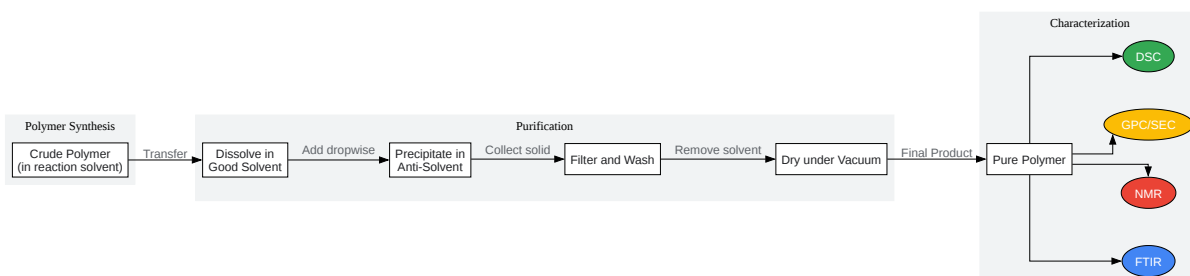 Characterization
DSC
Polymer Synthesis
Purification
GPC/SEC
Crude Polymer
(in reaction solvent)
Transfer
Dissolve in
Good Solvent
Add dropwise
Precipitate in
Anti-Solvent
Collect solid
Filter and Wash
Remove solvent
Dry under Vacuum
Final Product
Pure Polymer
NMR
FTIR